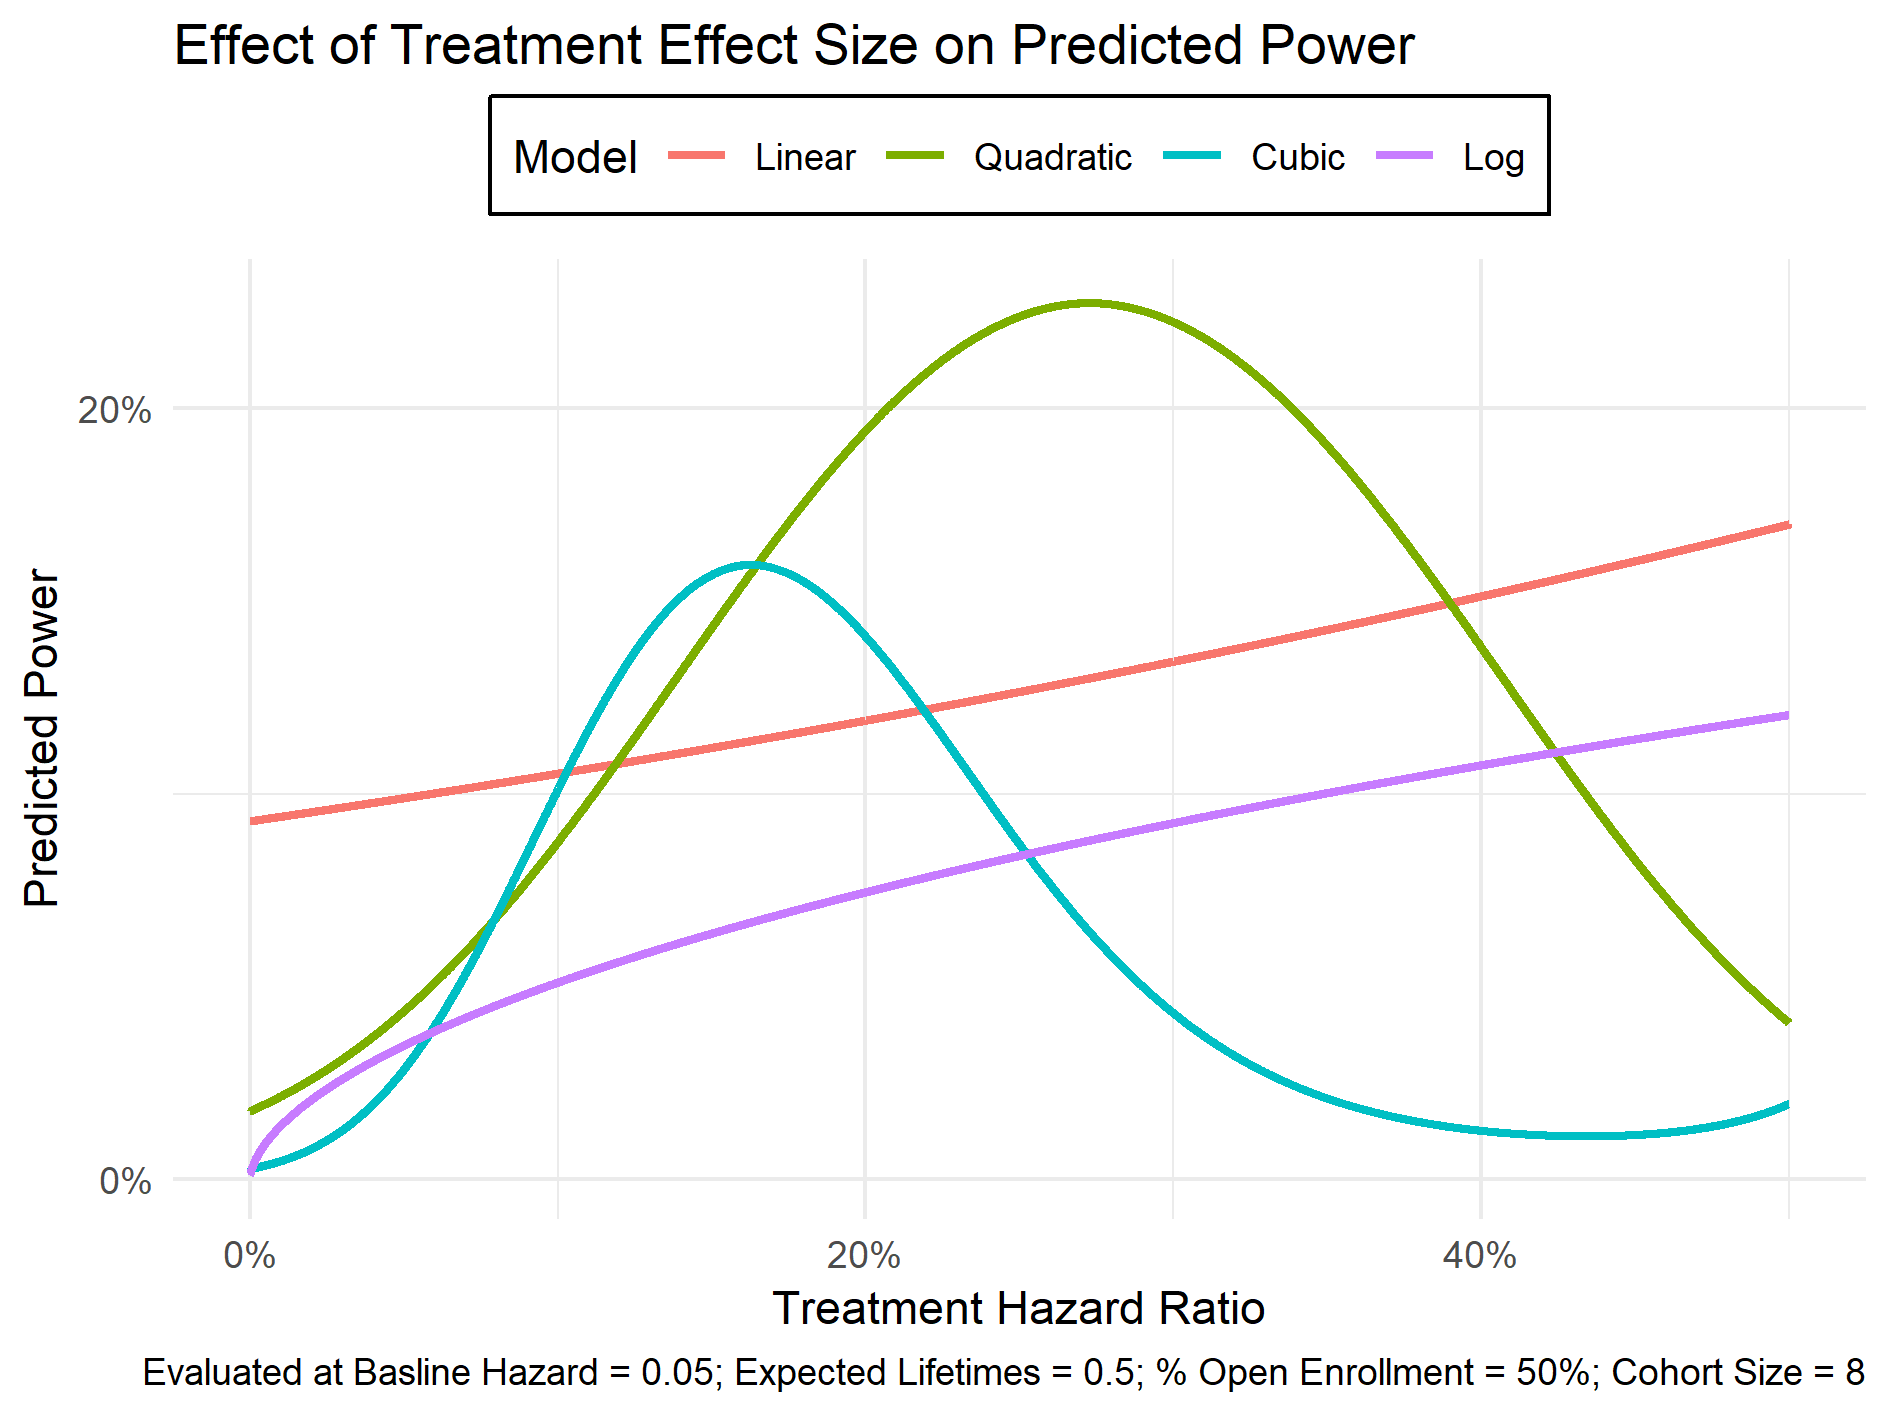 Effect of Treatment Effect Size on Predicted Power
Model Linear Quadratic Cubic Log
20%
0%
Predicted Power
0% 20% 40%
Treatment Hazard Ratio
Evaluated at Basline Hazard = 0.05; Expected Lifetimes = 0.5; % Open Enrollment = 50%; Cohort Size = 8